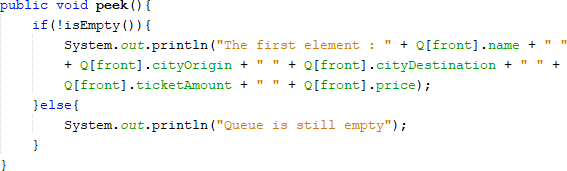 public void peek(){
if(!isEmpty()){
System.out.println("The first element : " + Q[front].name + " "
+ Q[front].cityOrigin + " " + Q[front].cityDestination + " " +
Q[front].ticketAmount + " " + Q[front].price);
}else{
System.out.println("Queue is still empty");
}
}